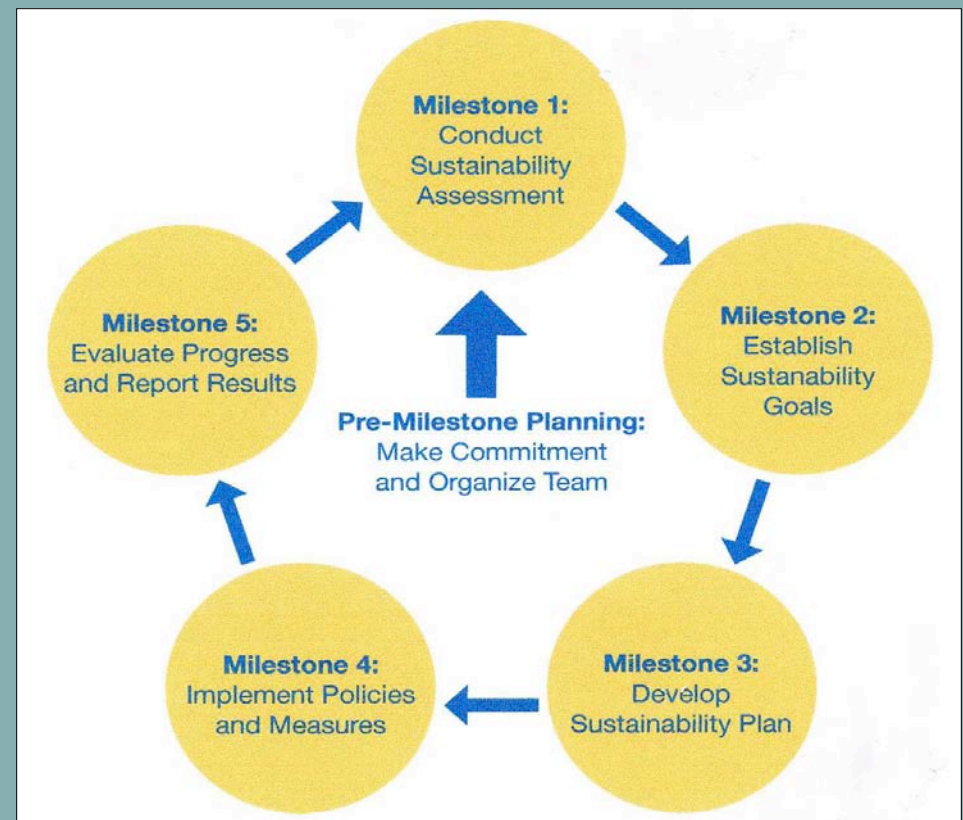 Milestone 1:
Conduct
Sustainability
Assessment
Milestone 2:
Establish
Sustanability
Goals
Milestone 3:
Develop
Sustainability Plan
Milestone 4:
Implement Policies
and Measures
Milestone 5:
Evaluate Progress
and Report Results
Pre-Milestone Planning:
Make Commitment
and Organize Team